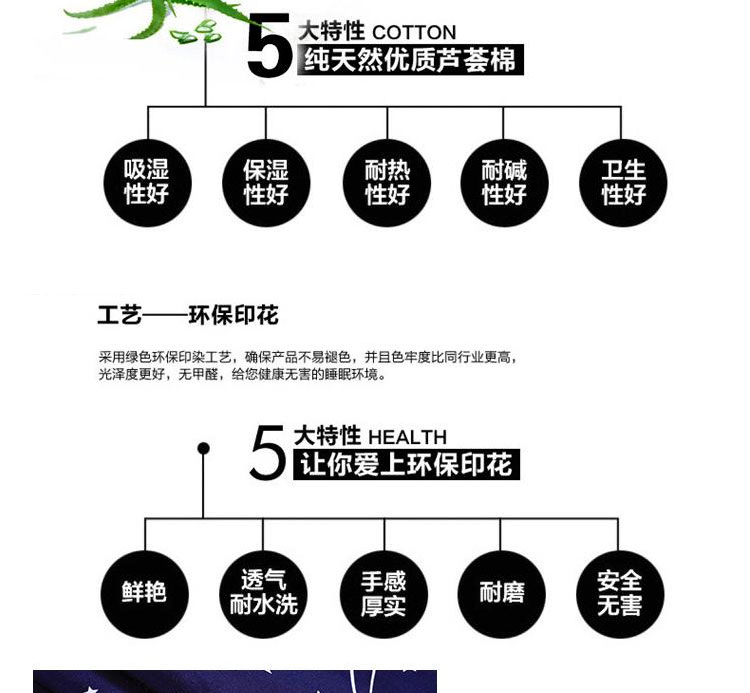 5大特性 COTTON
纯天然优质芦荟棉
吸湿
性好
保湿
性好
耐热
性好
耐碱
性好
卫生
性好
工艺——环保印花
采用绿色环保印染工艺，确保产品不易褪色，并且色牢度比同行业更高，
光泽度更好，无甲醛，给您健康无害的睡眠环境。
5大特性 HEALTH
让你爱上环保印花
鲜艳
透气
耐水洗
手感
厚实
耐磨
安全
无害